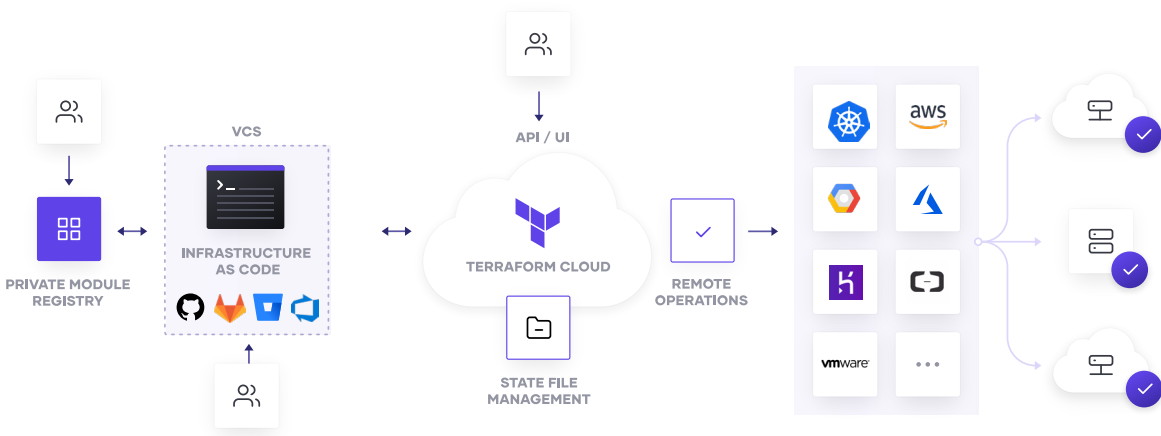 VCS
API / UI
aws
INFRASTRUCTURE
AS CODE
TERRAFORM CLOUD
PRIVATE MODULE
REGISTRY
REMOTE
OPERATIONS
vmware
STATE FILE
MANAGEMENT